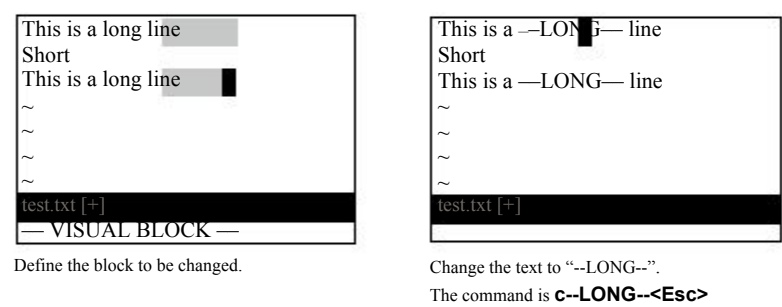 This is a long line
Short
This is a long line
~
~
~
~
test.txt [+]
— VISUAL BLOCK —
Define the block to be changed.
This is a —LONG— line
Short
This is a —LONG— line
~
~
~
~
test.txt [+]
Change the text to “--LONG--”.
The command is c--LONG--<Esc>